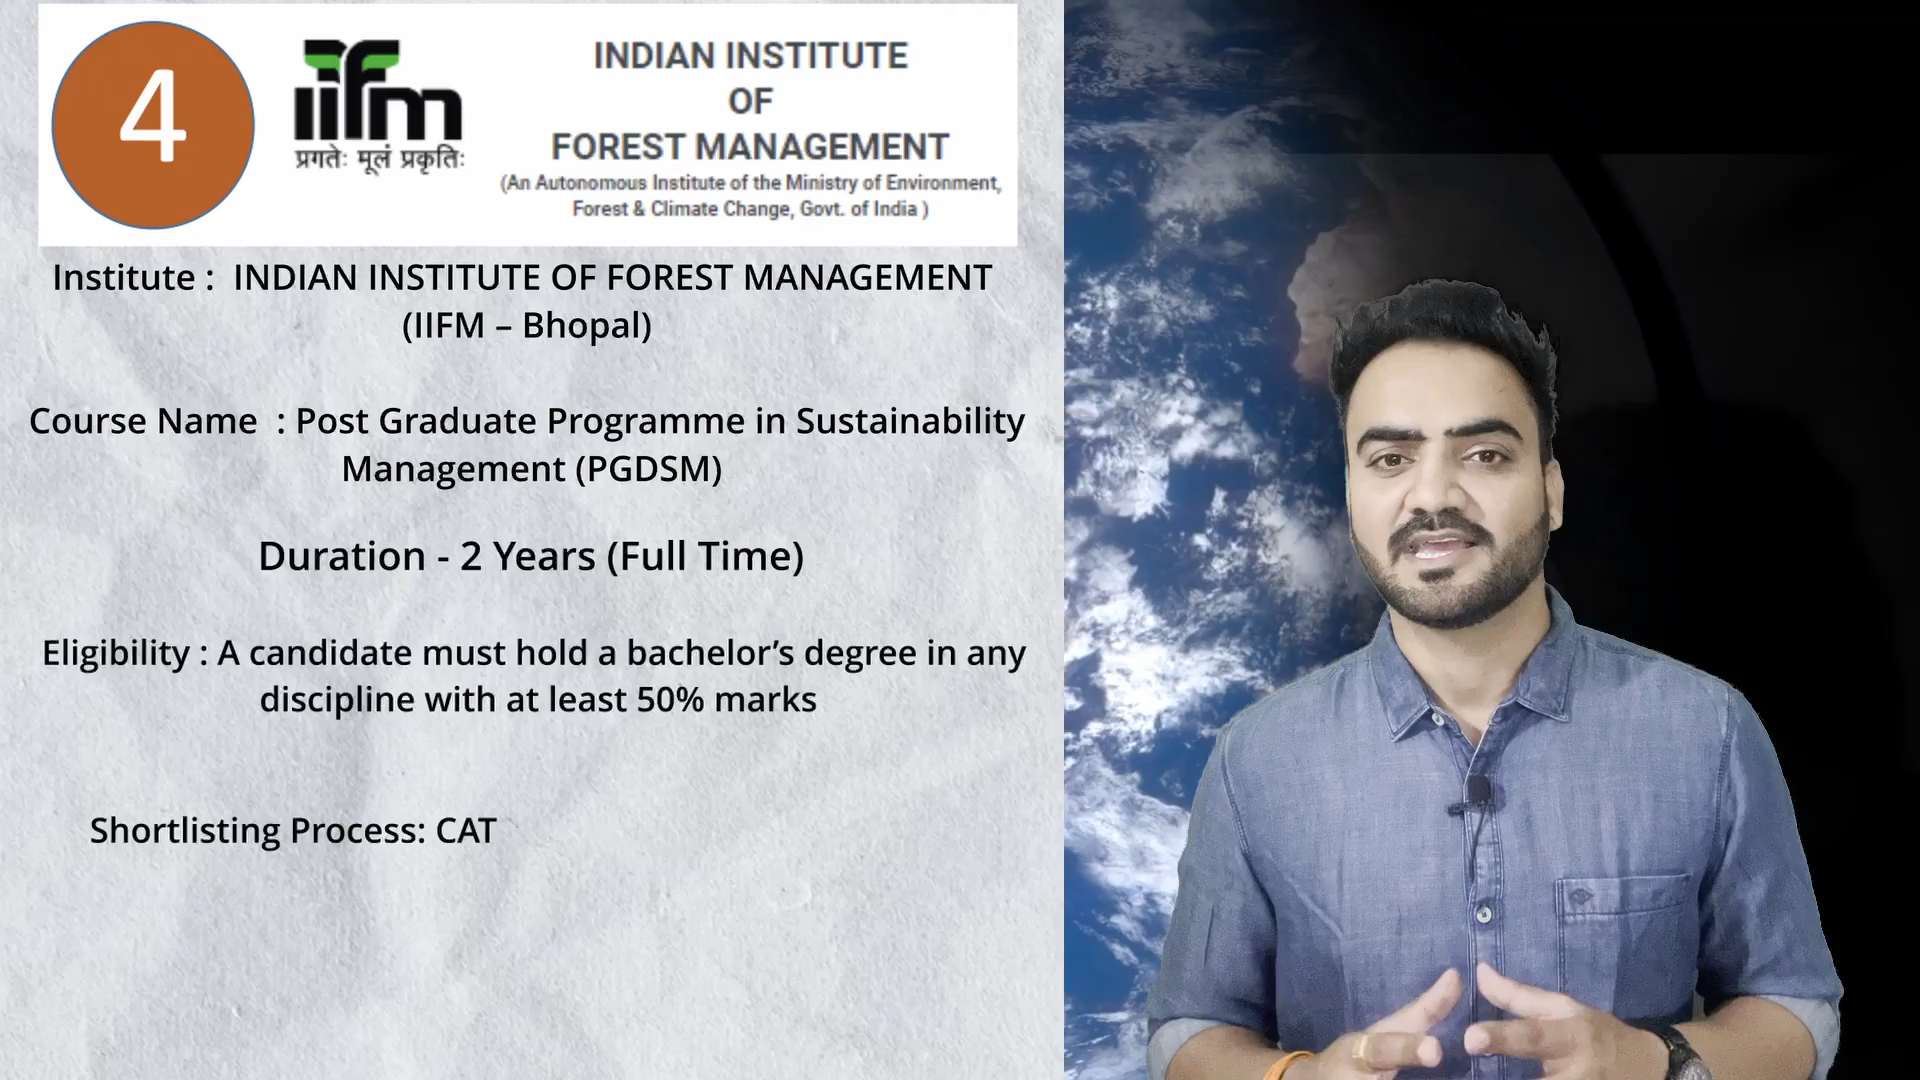 4
iifm
प्रगतेः मूलं प्रकृतिः
INDIAN INSTITUTE
OF
FOREST MANAGEMENT
(An Autonomous Institute of the Ministry of Environment,
Forest & Climate Change, Govt. of India )
Institute :  INDIAN INSTITUTE OF FOREST MANAGEMENT
(IIFM – Bhopal)
Course Name  : Post Graduate Programme in Sustainability
Management (PGDSM)
Duration - 2 Years (Full Time)
Eligibility : A candidate must hold a bachelor’s degree in any
discipline with at least 50% marks
Shortlisting Process: CAT